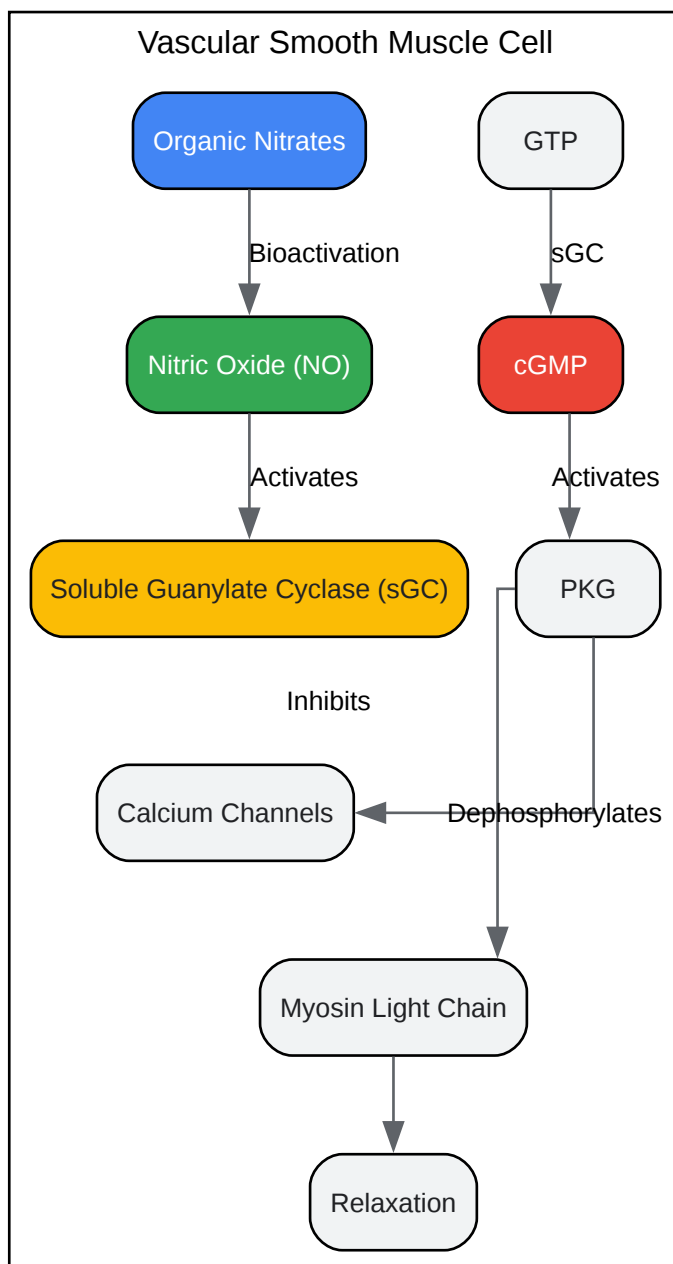 Vascular Smooth Muscle Cell
Organic Nitrates
GTP
Bioactivation
sGC
Nitric Oxide (NO)
cGMP
Activates
Activates
Soluble Guanylate Cyclase (sGC)
PKG
Inhibits
Calcium Channels
Dephosphorylates
Myosin Light Chain
Relaxation